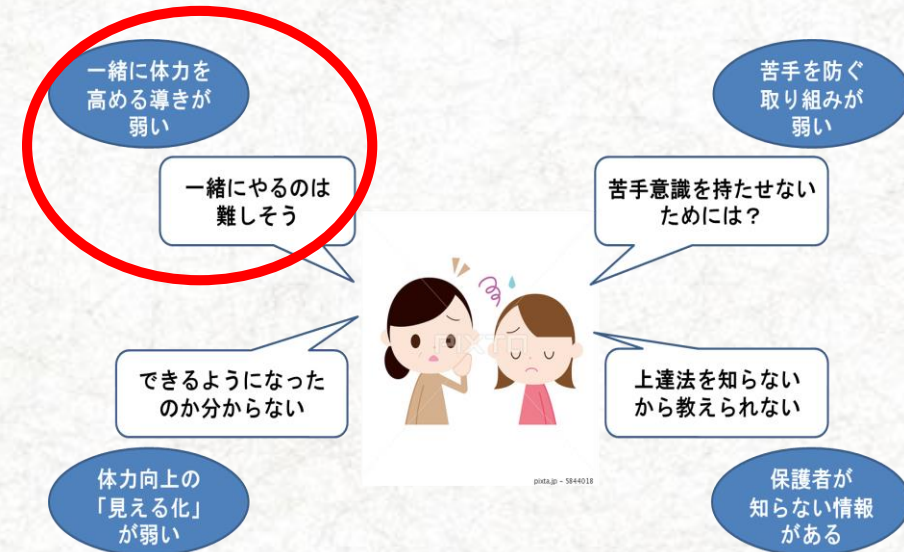 一緒に体力を
高める導きが
弱い
一緒にやるのは
難しそう
苦手を防ぐ
取り組みが
弱い
苦手意識を持たせない
ためには？
できるようになった
のか分からない
体力向上の
「見える化」
が弱い
上達法を知らない
から教えられない
保護者が
知らない情報
がある
PIXTA
pixta.jp - 5844018